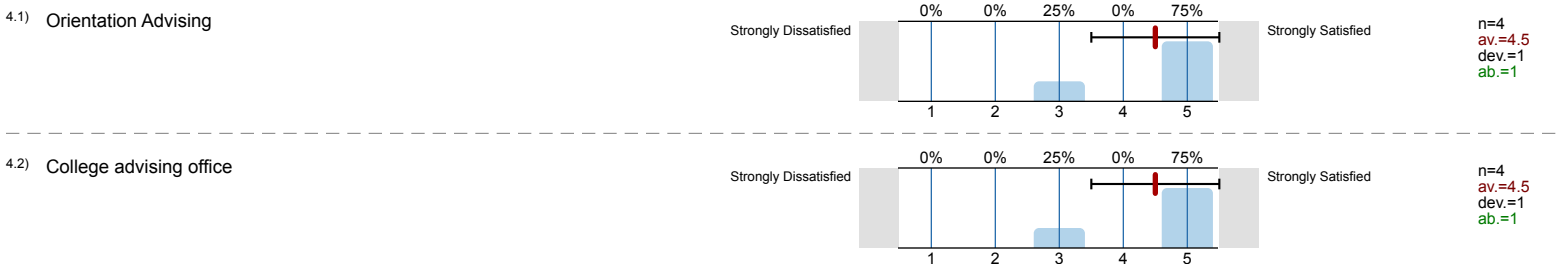 4.1) Orientation Advising
0% 0% 25% 0% 75%
Strongly Dissatisfied
Strongly Satisfied
1 2 3 4 5
n=4
av.=4.5
dev.=1
ab.=1
4.2) College advising office
0% 0% 25% 0% 75%
Strongly Dissatisfied
Strongly Satisfied
1 2 3 4 5
n=4
av.=4.5
dev.=1
ab.=1